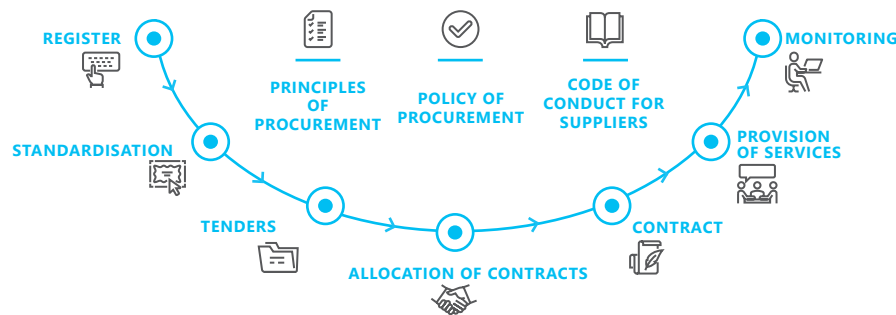 REGISTER
MONITORING
PRINCIPLES
OF
PROCUREMENT
POLICY OF
PROCUREMENT
CODE OF
CONDUCT FOR
SUPPLIERS
STANDARDISATION
PROVISION
OF SERVICES
TENDERS
CONTRACT
ALLOCATION OF CONTRACTS